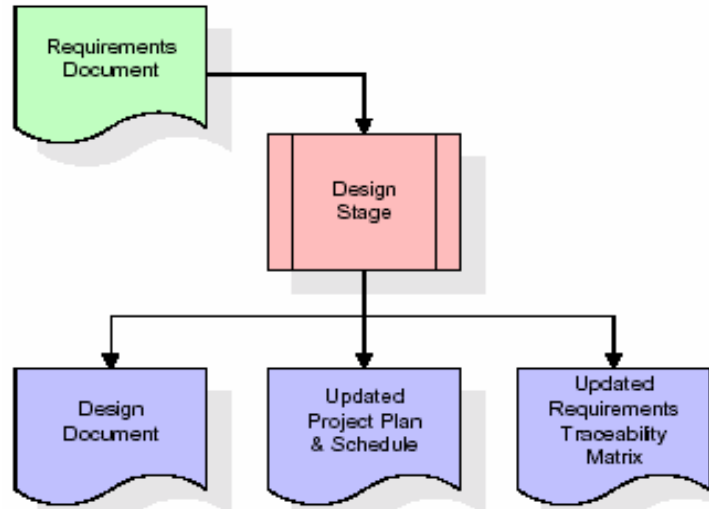 Requirements
Document
Design
Stage
Design
Document
Updated
Project Plan
& Schedule
Updated
Requirements
Traceability
Matrix